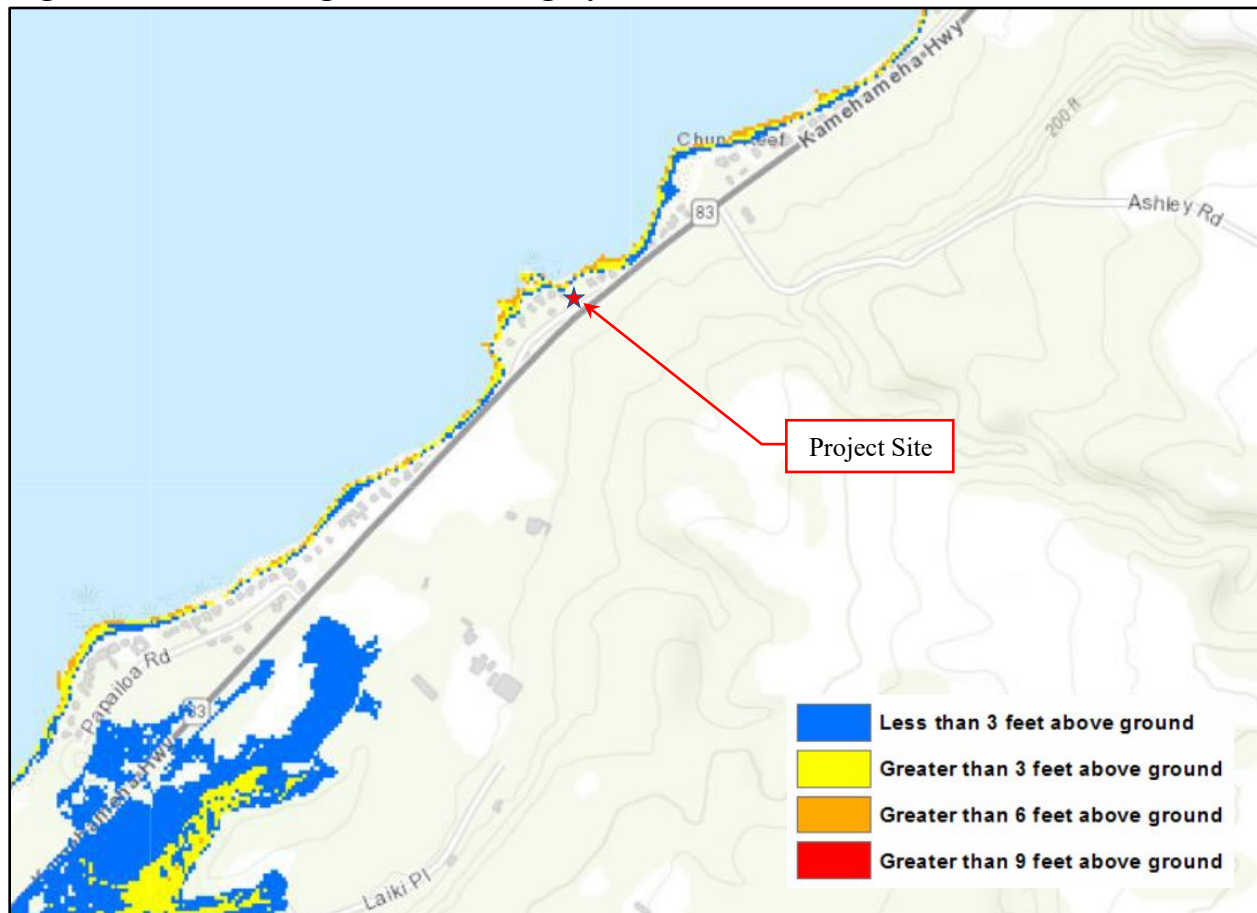 Kamehameha Hwy
200 ft
Ashley Rd
83
Project Site
Papailoa Rd
83
Kamehameha Hwy
Laiki Pl
Less than 3 feet above ground
Greater than 3 feet above ground
Greater than 6 feet above ground
Greater than 9 feet above ground